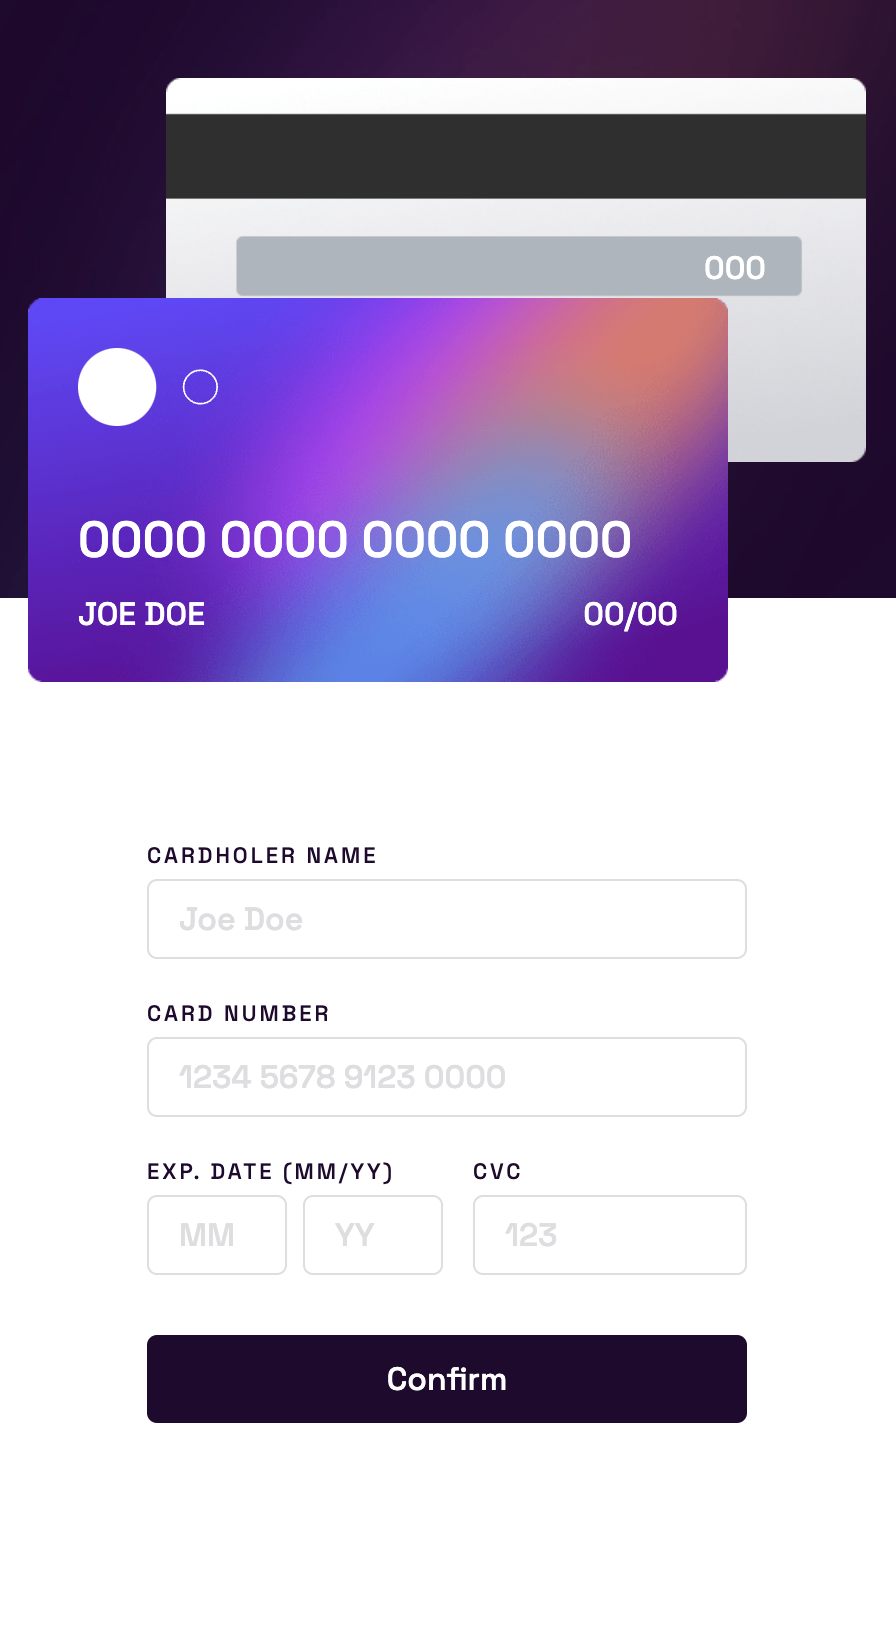 000
0000 0000 0000 0000
JOE DOE 00/00
CARDHOLER NAME
Joe Doe
CARD NUMBER
1234 5678 9123 0000
EXP. DATE (MM/YY) CVC
MM YY 123
Confirm